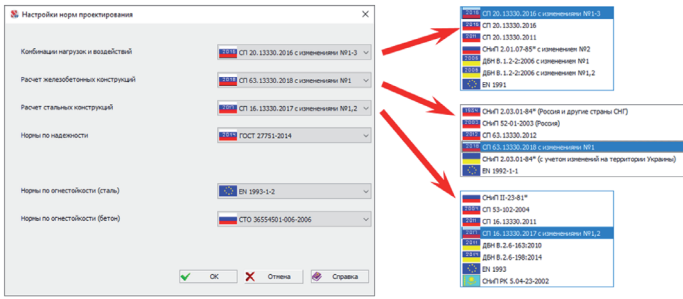 Настройки норм проектирования
Комбинации нагрузок и воздействий
СП 20.13330.2016 с изменениями №1-3
Расчет железобетонных конструкций
СП 63.13330.2018 с изменениями №1
Расчет стальных конструкций
СП 16.13330.2017 с изменениями №1,2
Нормы по надежности
ГОСТ 27751-2014
Нормы по огнестойкости (сталь)
EN 1993-1-2
Нормы по огнестойкости (бетон)
СТО 36554501-006-2006
OK
Отмена
Справка
СП 20.13330.2016 с изменениями №1-3
СП 20.13330.2016
СП 20.13330.2011
СНиП 2.01.07-85* с изменением №2
ДБН В.1.2-2:2006 с изменением №1
ДБН В.1.2-2:2006 с изменением №1,2
EN 1991
СНиП 2.03.01-84* (Россия и другие страны СНГ)
СНиП 52-01-2003 (Россия)
СП 63.13330.2012
СП 63.13330.2018 с изменениями №1
СНиП 2.03.01-84* (с учетом изменений на территории Украины)
EN 1992-1-1
СНиП II-23-81*
СП 53-102-2004
СП 16.13330.2011
СП 16.13330.2017 с изменениями №1,2
ДБН В.2.6-163:2010
ДБН В.2.6-198:2014
EN 1993
СНиП РК 5.04-23-2002